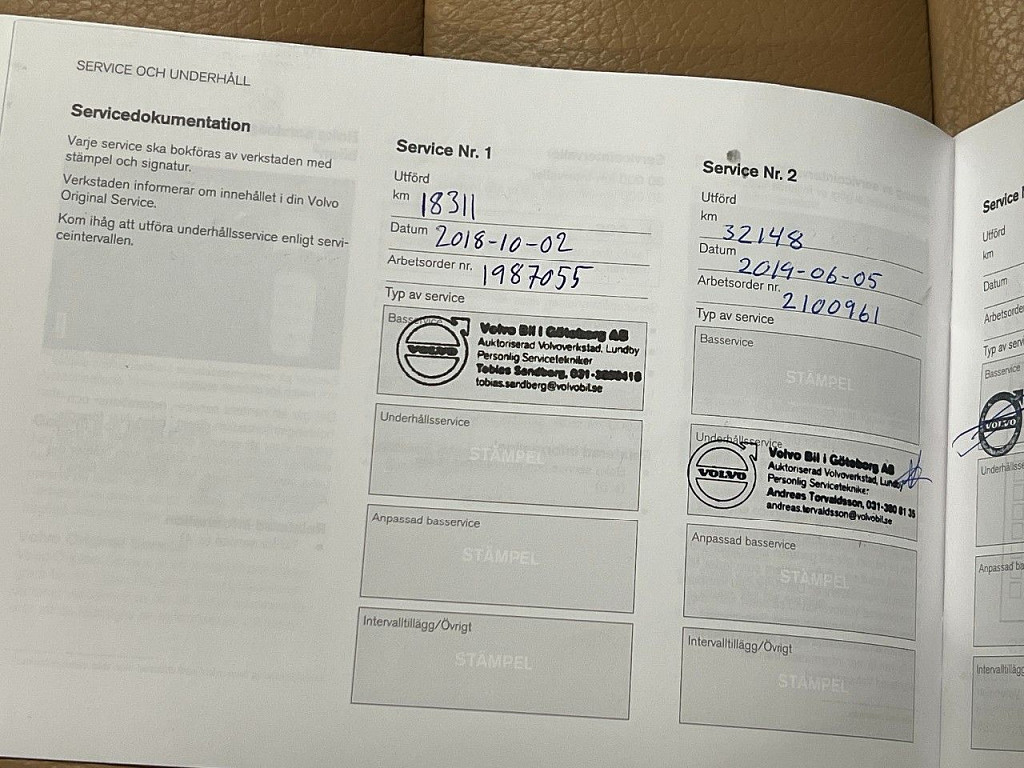 SERVICE OCH UNDERHÅLL
Servicedokumentation
Varje service ska bokföras av verkstaden med
stämpel och signatur.
Verkstaden informerar om innehållet i din Volvo
Original Service.
Kom ihåg att utföra underhållsservice enligt servi-
ceintervallen.
Service Nr. 1
Utförd
km 18311
Datum 2018-10-02
Arbetsorder nr. 1987055
Typ av service
Basservice
VOLVO
Volvo Bil i Göteborg AB
Auktoriserad Volvoverkstad, Lundby
Personlig Servicetekniker
Tobias Sandberg, 031-
tobias.sandberg@volvobil.se
Underhållsservice
STÄMPEL
Anpassad basservice
STÄMPEL
Intervalltillägg/Övrigt
STÄMPEL
Service Nr. 2
Utförd
km 32148
Datum 2019-06-05
Arbetsorder nr. 2100961
Typ av service
Basservice
STÄMPEL
Underhållsservice
VOLVO
Volvo Bil i Göteborg AB
Auktoriserad Volvoverkstad, Lundby
Personlig Servicetekniker
Andreas Torvaldsson, 031-380 81 35
andreas.torvaldsson@volvobil.se
Anpassad basservice
STÄMPEL
Intervalltillägg/Övrigt
STÄMPEL
Service
Utförd
km
Datum
Typ av
Basservice
VOLVO